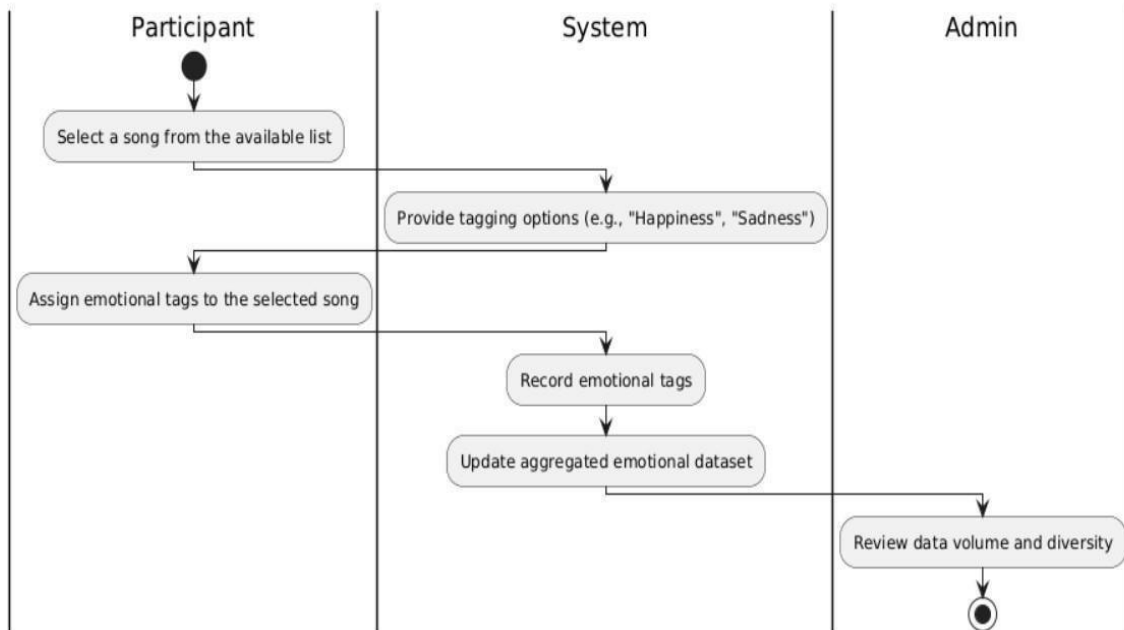 Participant
System
Admin
Select a song from the available list
Provide tagging options (e.g., "Happiness", "Sadness")
Assign emotional tags to the selected song
Record emotional tags
Update aggregated emotional dataset
Review data volume and diversity